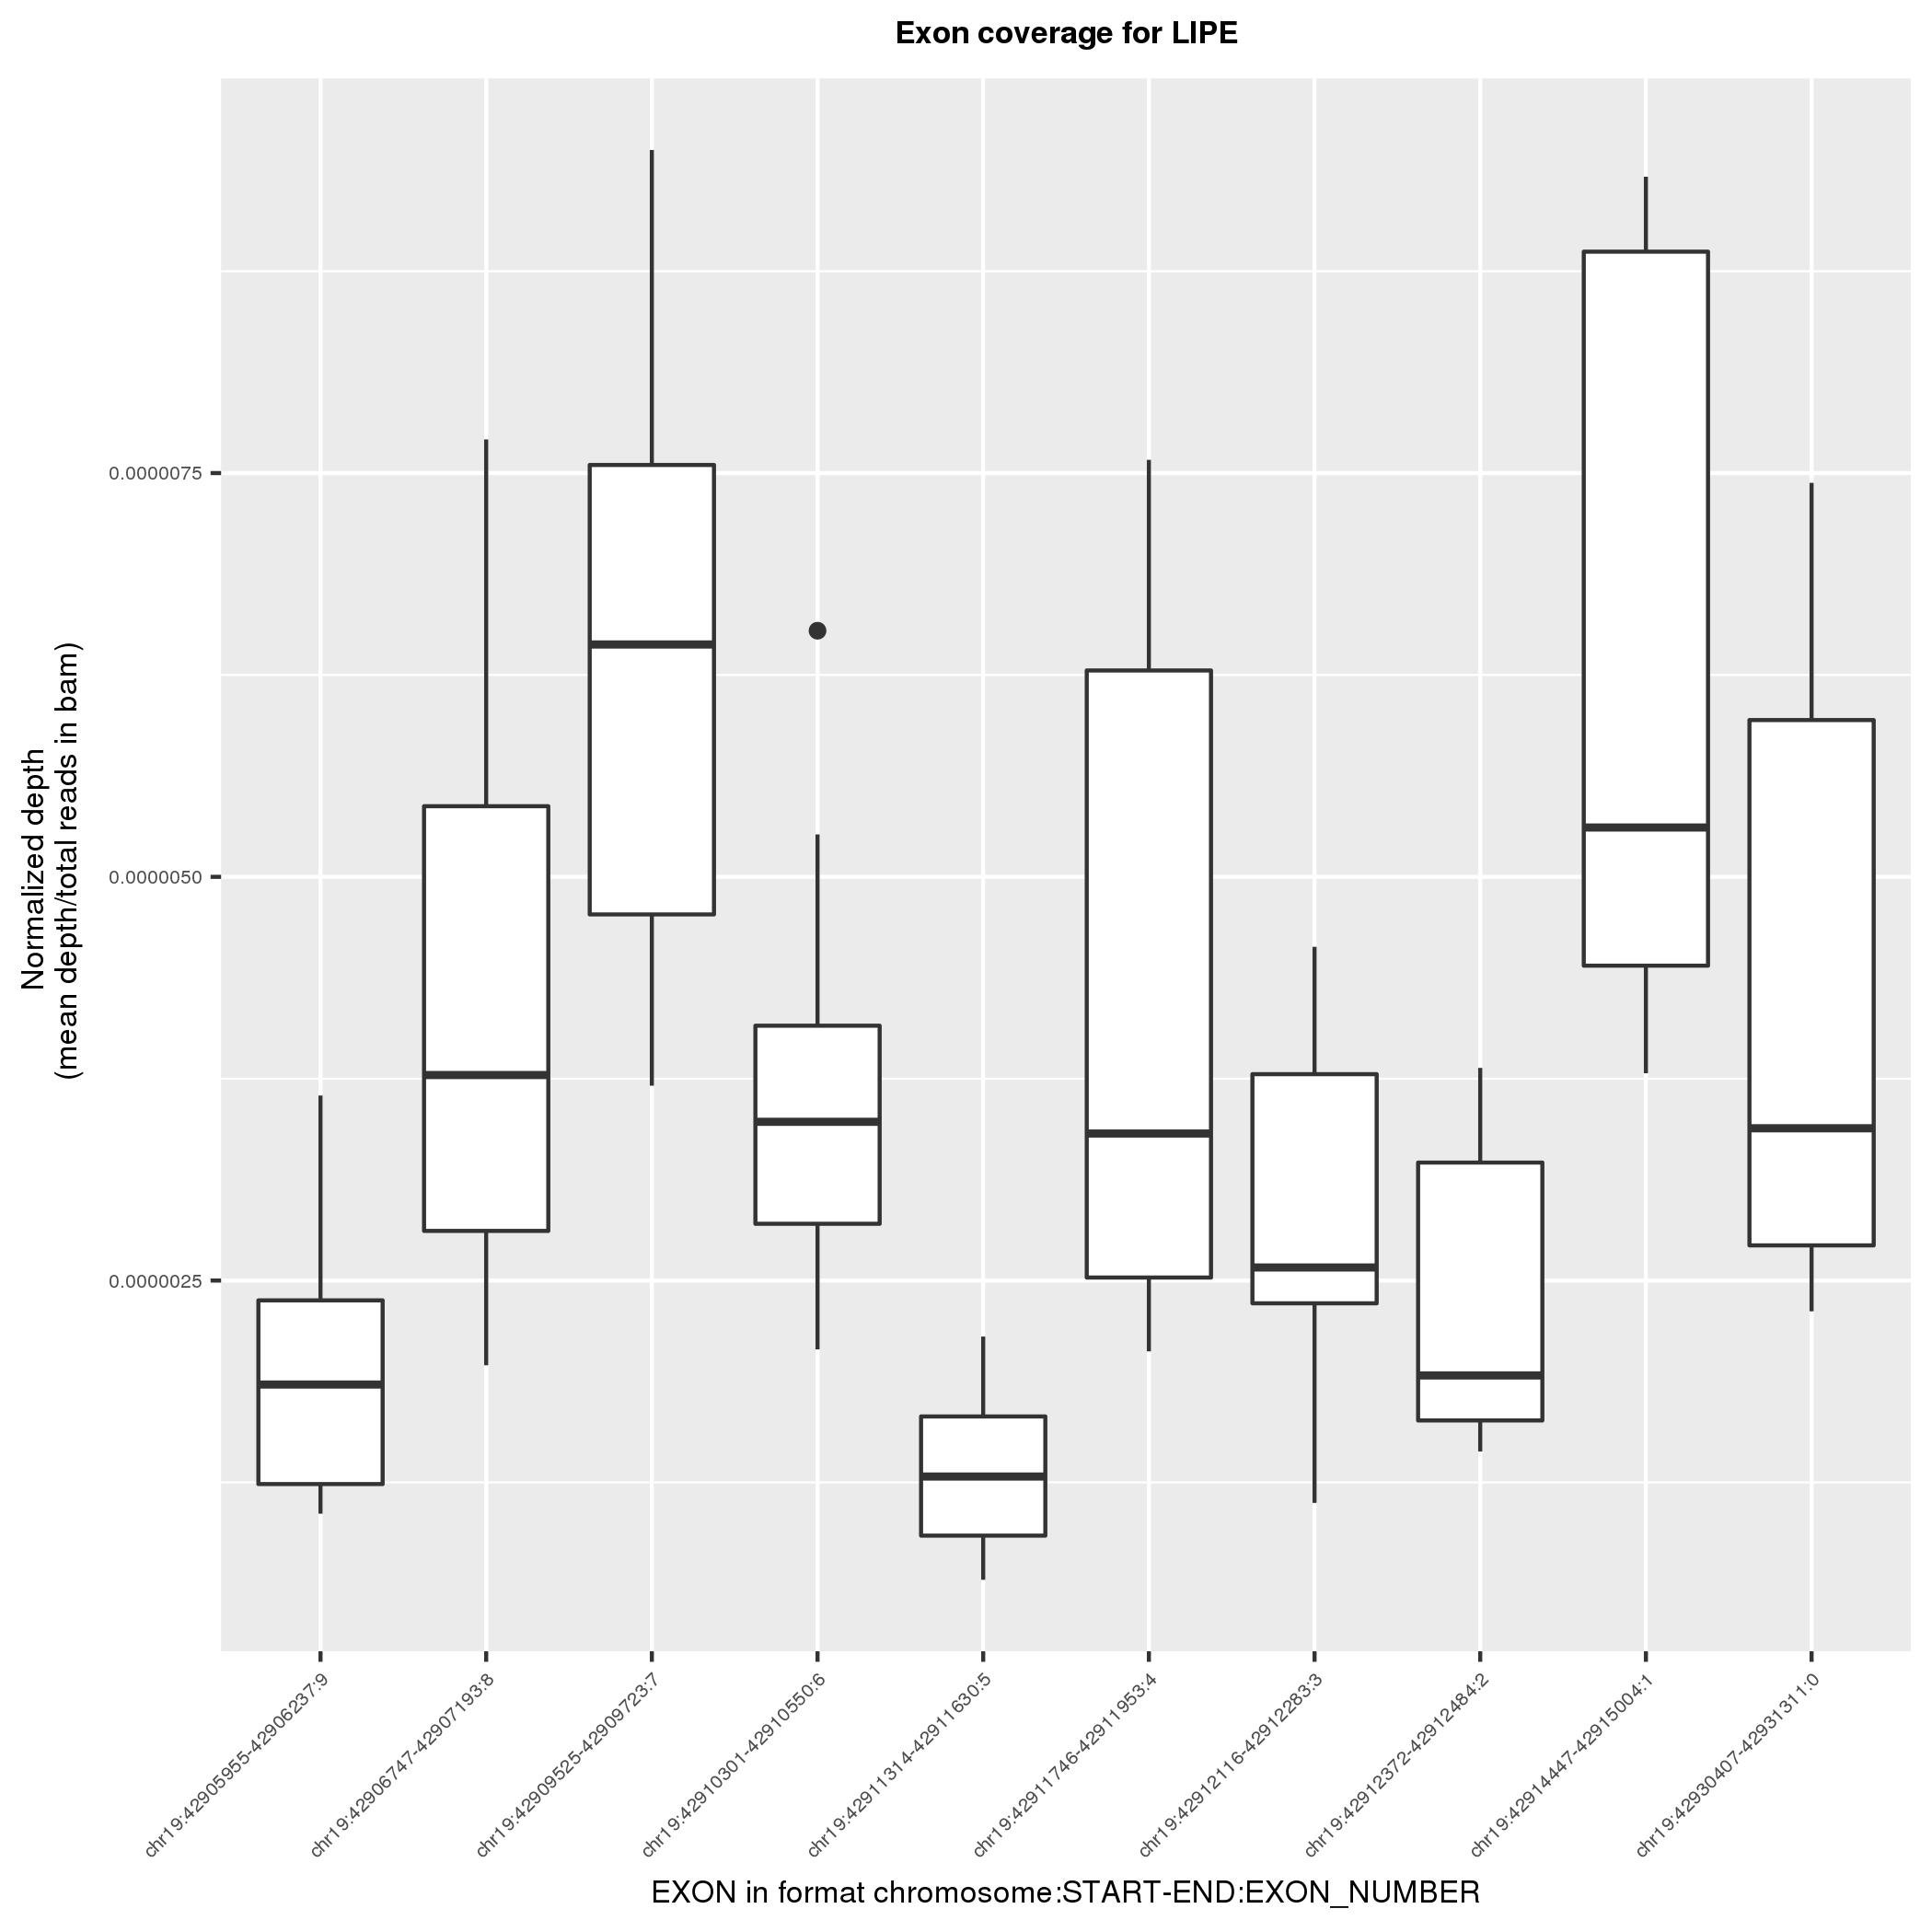 Exon coverage for LIPE
Normalized depth
(mean depth/total reads in bam)
0.0000075
0.0000050
0.0000025
chr19:42905955-42906237:9
chr19:42906747-42907193:8
chr19:42909525-42909723:7
chr19:42910301-42910550:6
chr19:42911314-42911630:5
chr19:42911746-42911953:4
chr19:42912116-42912283:3
chr19:42912372-42912484:2
chr19:42914447-42915004:1
chr19:42930407-42931311:0
EXON in format chromosome:START-END:EXON_NUMBER